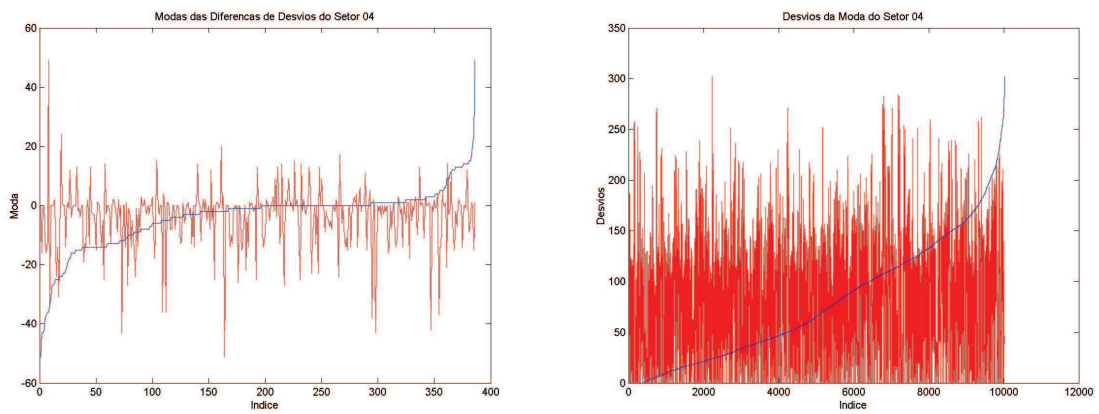 Modas das Diferencas de Desvios do Setor 04
60
40
20
0
-20
-40
-60
0 50 100 150 200 250 300 350 400
Moda
Indice
Desvios da Moda do Setor 04
350
300
250
200
150
100
50
0
0 2000 4000 6000 8000 10000 12000
Desvios
Indice